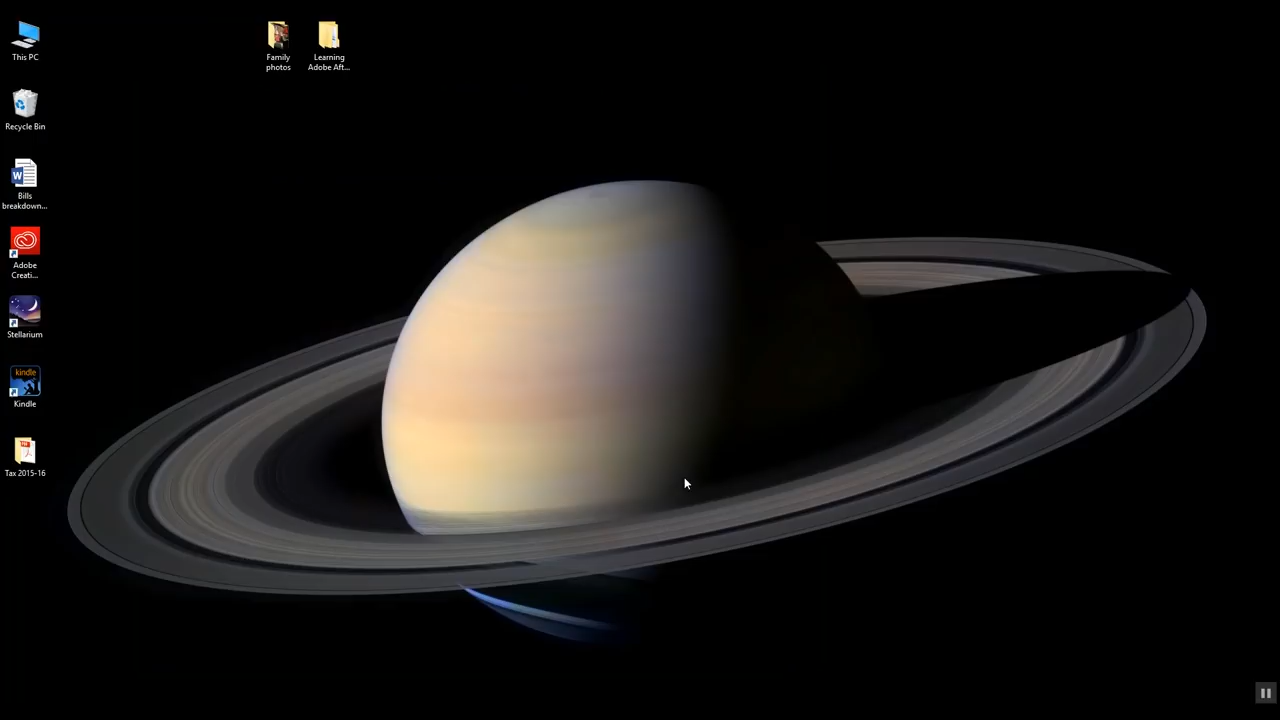 This PC
Recycle Bin
Bills
breakdown...
Adobe
Creati...
Stellarium
kindle
Kindle
Tax 2015-16
Family
photos
Learning
Adobe Aft...